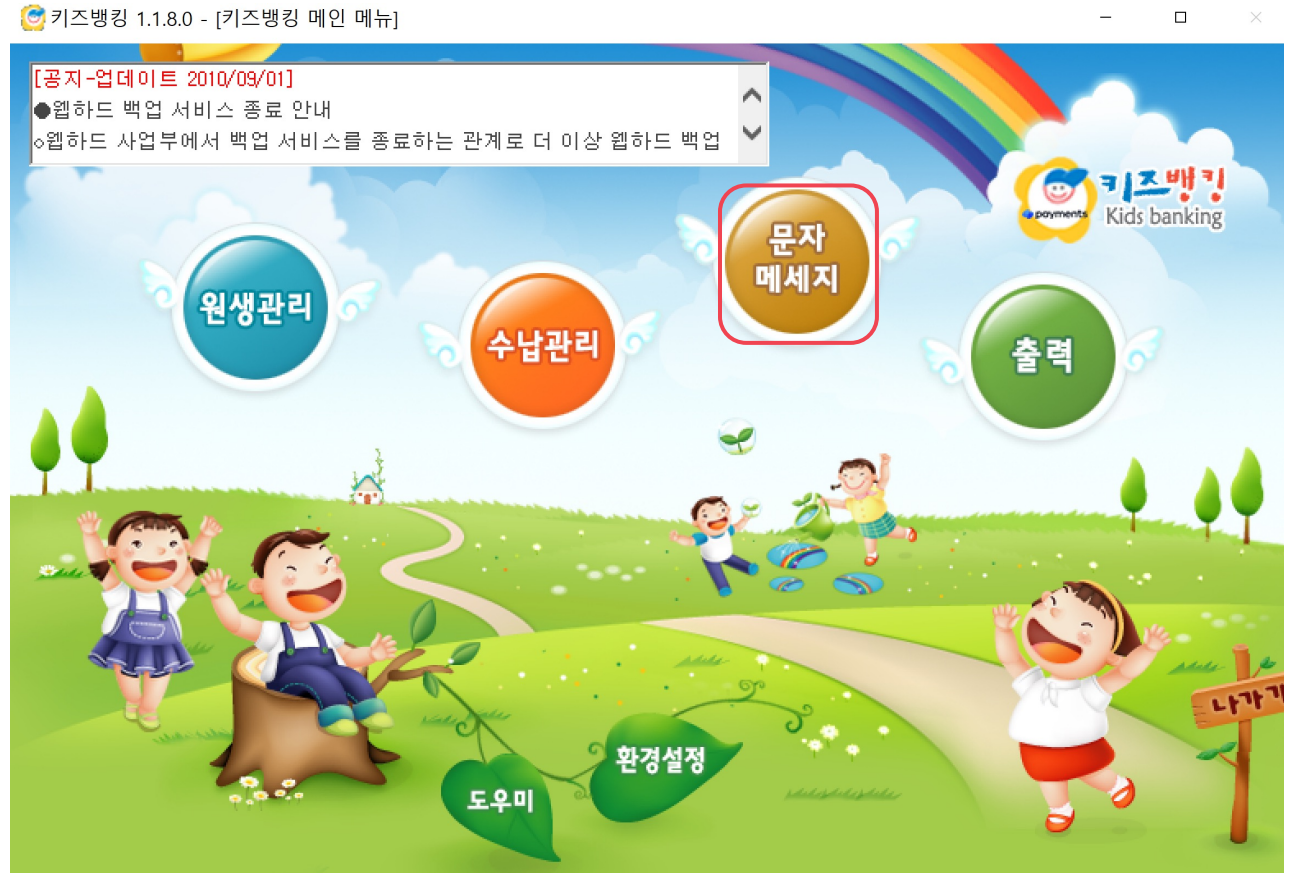 키즈뱅킹 1.1.8.0 - [키즈뱅킹 메인 메뉴]
[공지-업데이트 2010/09/01]
●웹하드 백업 서비스 종료 안내
○웹하드 사업부에서 백업 서비스를 종료하는 관계로 더 이상 웹하드 백업
payments
키즈뱅킹
Kids banking
원생관리
수납관리
문자
메세지
출력
나가기
환경설정
도우미